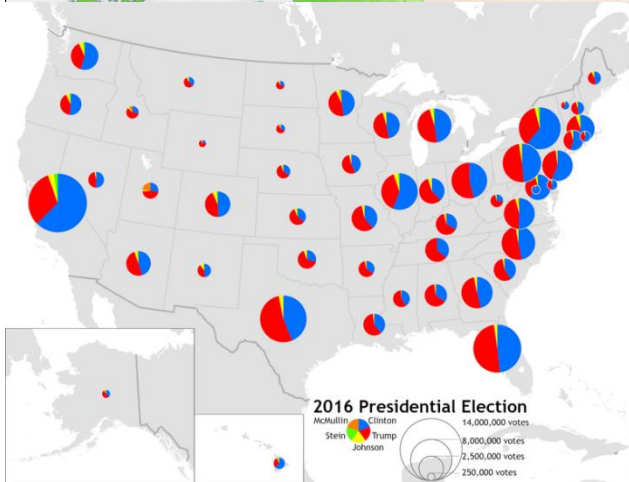 2016 Presidential Election
McMullin Clinton
Stein Trump
Johnson
14,000,000 votes
8,000,000 votes
2,500,000 votes
250,000 votes